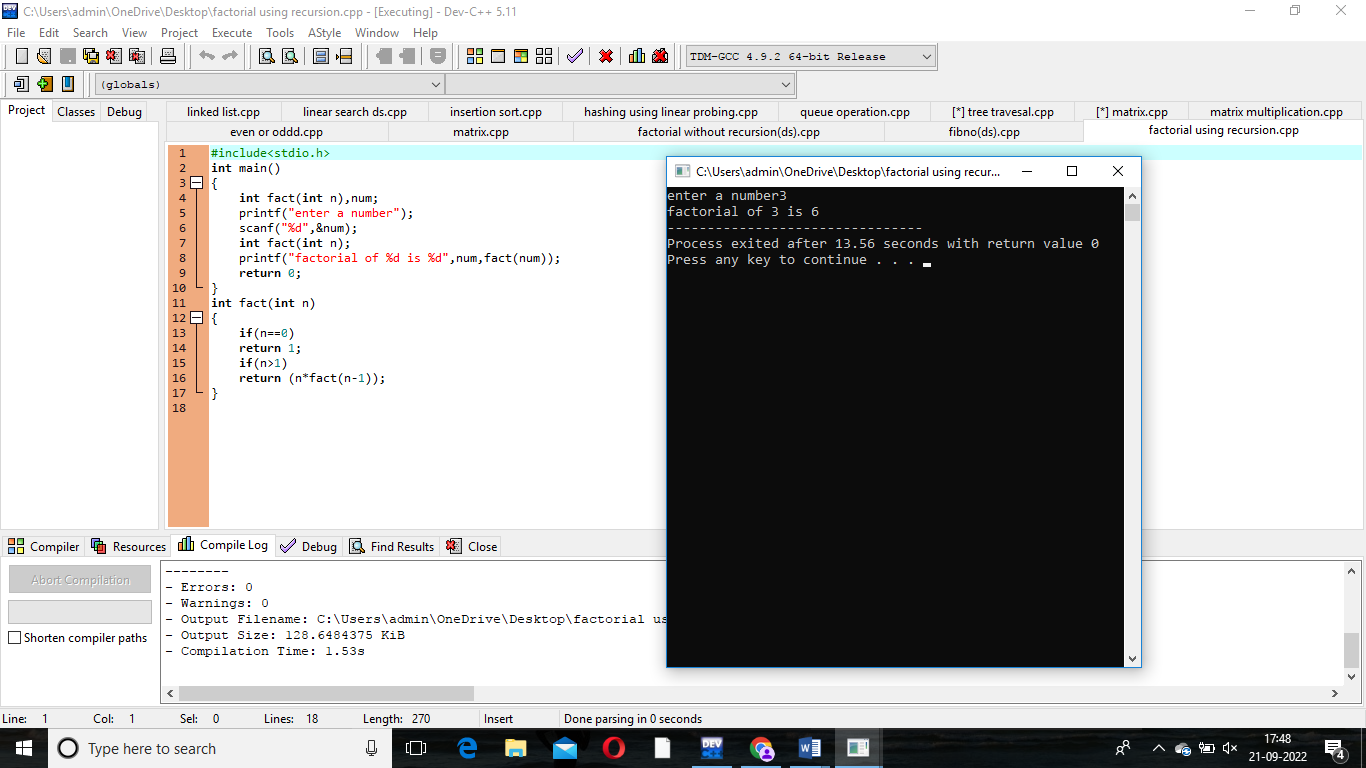 C:\Users\admin\OneDrive\Desktop\factorial using recursion.cpp - [Executing] - Dev-C++ 5.11
File Edit Search View Project Execute Tools AStyle Window Help
TDM-GCC 4.9.2 64-bit Release
(globals)
Project Classes Debug
linked list.cpp linear search ds.cpp insertion sort.cpp hashing using linear probing.cpp queue operation.cpp [*] tree travesal.cpp [*] matrix.cpp matrix multiplication.cpp
even or oddd.cpp matrix.cpp factorial without recursion(ds).cpp fibno(ds).cpp factorial using recursion.cpp
1 #include<stdio.h>
2 int main()
3 {
4 int fact(int n),num;
5 printf("enter a number");
6 scanf("%d",&num);
7 int fact(int n);
8 printf("factorial of %d is %d",num,fact(num));
9 return 0;
10 }
11 int fact(int n)
12 {
13 if(n==0)
14 return 1;
15 if(n>1)
16 return (n*fact(n-1));
17 }
18
C:\Users\admin\OneDrive\Desktop\factorial using recur...
enter a number3
factorial of 3 is 6
--------------------------------
Process exited after 13.56 seconds with return value 0
Press any key to continue . . .
Compiler Resources Compile Log Debug Find Results Close
Abort Compilation
Shorten compiler paths
--------
- Errors: 0
- Warnings: 0
- Output Filename: C:\Users\admin\OneDrive\Desktop\factorial us
- Output Size: 128.6484375 KiB
- Compilation Time: 1.53s
Line: 1 Col: 1 Sel: 0 Lines: 18 Length: 270 Insert Done parsing in 0 seconds
Type here to search
DEV
17:48
21-09-2022
4